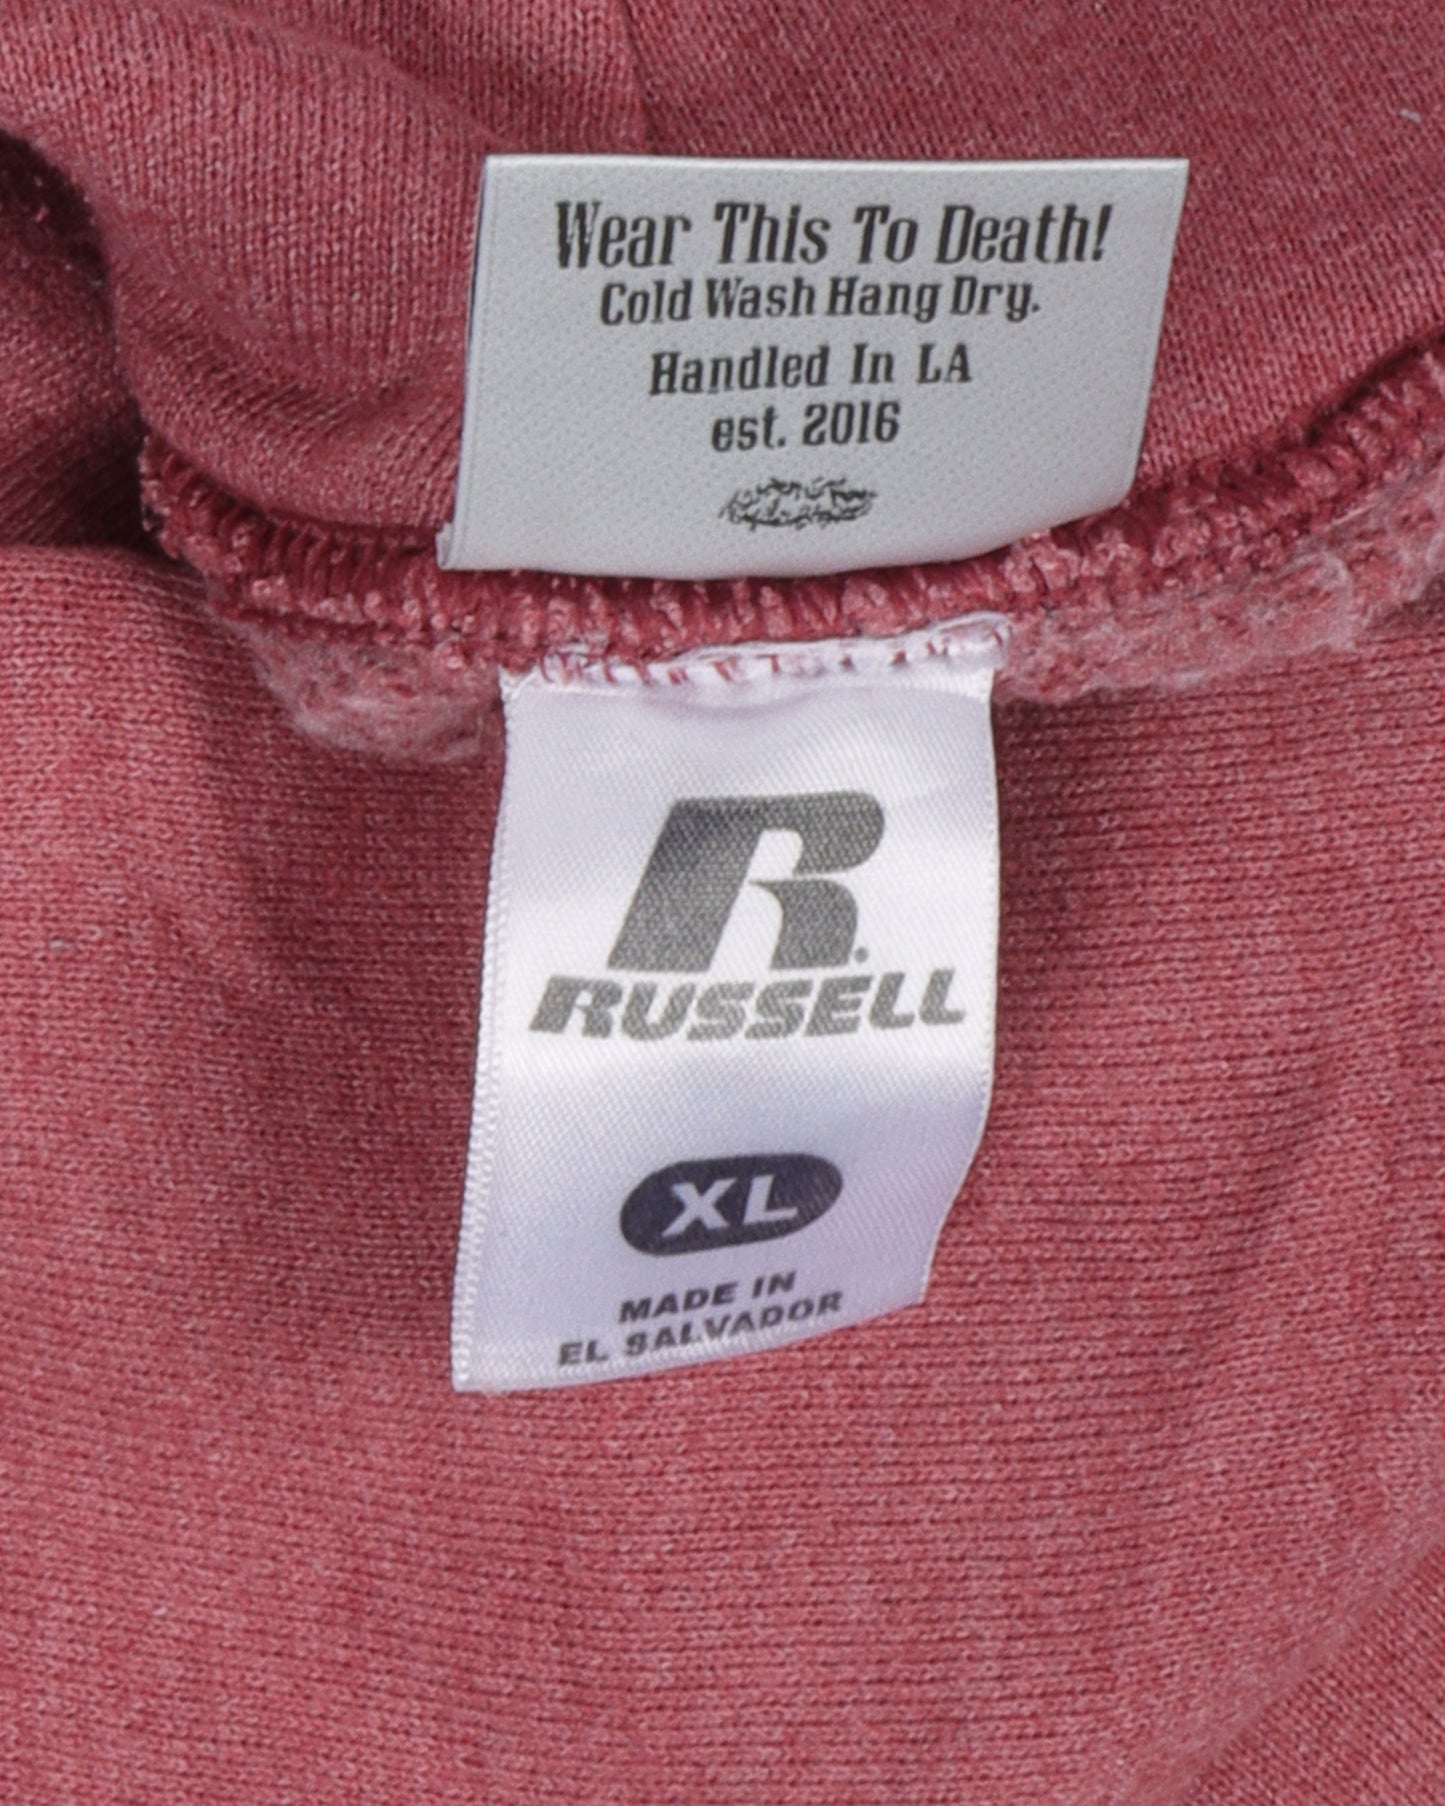 Wear This To Death!
Cold Wash Hang Dry.
Handled In LA
est. 2016
R
RUSSELL
XL
MADE IN
EL SALVADOR